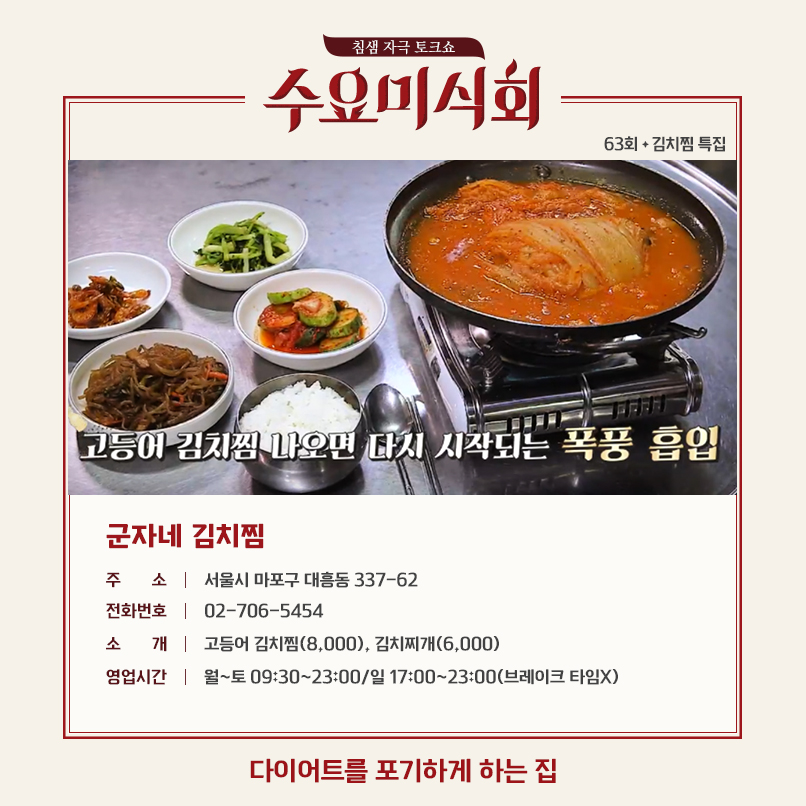 침샘 자극 토크쇼
수요미식회
63회 + 김치찜 특집
고등어 김치찜 나오면 다시 시작되는 폭풍 흡입
군자네 김치찜
주 소 | 서울시 마포구 대흥동 337-62
전화번호 | 02-706-5454
소 개 | 고등어 김치찜(8,000), 김치찌개(6,000)
영업시간 | 월~토 09:30~23:00/일 17:00~23:00(브레이크 타임X)
다이어트를 포기하게 하는 집